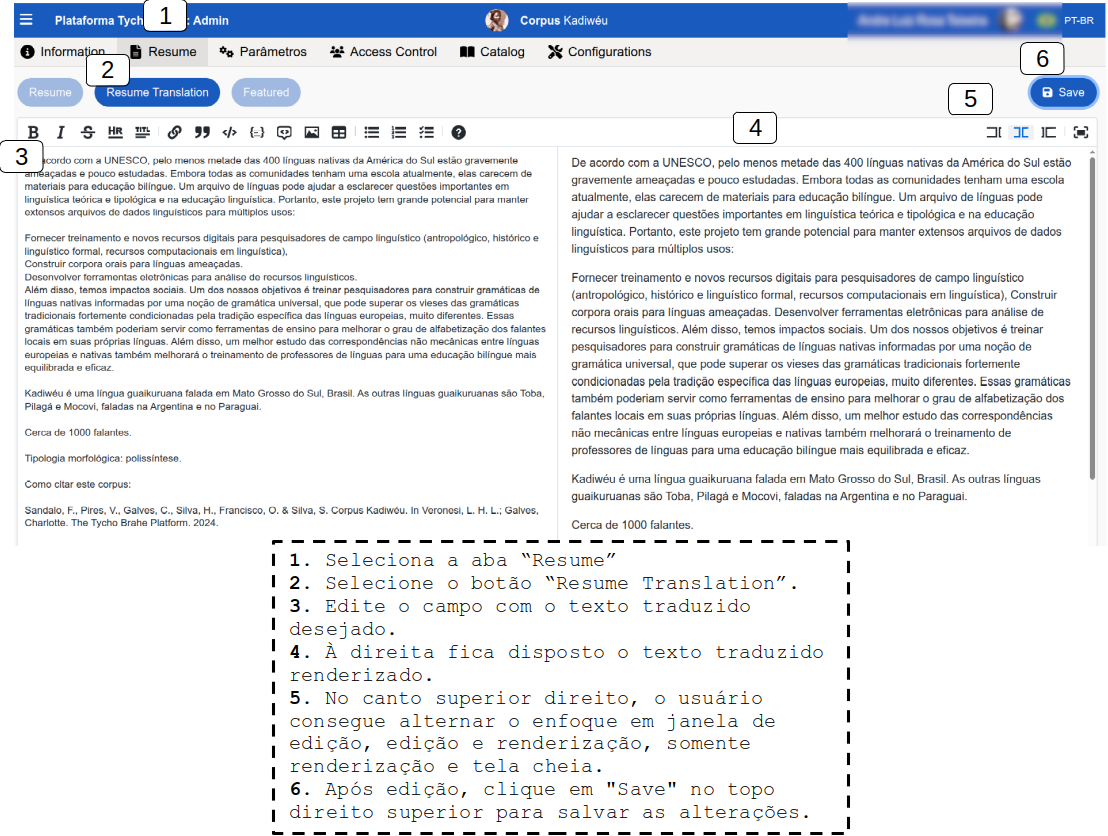 1
Plataforma Tycho : Admin
Corpus Kadiwéu
PT-BR
Information
Resume
Parâmetros
Access Control
Catalog
Configurations
2
6
Resume
Resume Translation
Featured
5
Save
B I S HR TITL
4
3
acordo com a UNESCO, pelo menos metade das 400 línguas nativas da América do Sul estão gravemente
ameaçadas e pouco estudadas. Embora todas as comunidades tenham uma escola atualmente, elas carecem de
materiais para educação bilíngue. Um arquivo de línguas pode ajudar a esclarecer questões importantes em
linguística teórica e tipológica e na educação linguística. Portanto, este projeto tem grande potencial para manter
extensos arquivos de dados linguísticos para múltiplos usos:
Fornecer treinamento e novos recursos digitais para pesquisadores de campo linguístico (antropológico, histórico e
linguístico formal, recursos computacionais em linguística),
Construir corpora orais para línguas ameaçadas.
Desenvolver ferramentas eletrônicas para análise de recursos linguísticos.
Além disso, temos impactos sociais. Um dos nossos objetivos é treinar pesquisadores para construir gramáticas de
línguas nativas informadas por uma noção de gramática universal, que pode superar os vieses das gramáticas
tradicionais fortemente condicionadas pela tradição específica das línguas europeias, muito diferentes. Essas
gramáticas também poderiam servir como ferramentas de ensino para melhorar o grau de alfabetização dos falantes
locais em suas próprias línguas. Além disso, um melhor estudo das correspondências não mecânicas entre línguas
europeias e nativas também melhorará o treinamento de professores de línguas para uma educação bilíngue mais
equilibrada e eficaz.
Kadiwéu é uma língua guaikuruana falada em Mato Grosso do Sul, Brasil. As outras línguas guaikuruanas são Toba,
Pilagá e Mocovi, faladas na Argentina e no Paraguai.
Cerca de 1000 falantes.
Tipologia morfológica: polissíntese.
Como citar este corpus:
Sandalo, F., Pires, V., Galves, C., Silva, H., Francisco, O. & Silva, S. Corpus Kadiwéu. In Veronesi, L. H. L.; Galves,
Charlotte. The Tycho Brahe Platform. 2024.
De acordo com a UNESCO, pelo menos metade das 400 línguas nativas da América do Sul estão
gravemente ameaçadas e pouco estudadas. Embora todas as comunidades tenham uma escola
atualmente, elas carecem de materiais para educação bilíngue. Um arquivo de línguas pode
ajudar a esclarecer questões importantes em linguística teórica e tipológica e na educação
linguística. Portanto, este projeto tem grande potencial para manter extensos arquivos de dados
linguísticos para múltiplos usos:
Fornecer treinamento e novos recursos digitais para pesquisadores de campo linguístico
(antropológico, histórico e linguístico formal, recursos computacionais em linguística), Construir
corpora orais para línguas ameaçadas. Desenvolver ferramentas eletrônicas para análise de
recursos linguísticos. Além disso, temos impactos sociais. Um dos nossos objetivos é treinar
pesquisadores para construir gramáticas de línguas nativas informadas por uma noção de
gramática universal, que pode superar os vieses das gramáticas tradicionais fortemente
condicionadas pela tradição específica das línguas europeias, muito diferentes. Essas gramáticas
também poderiam servir como ferramentas de ensino para melhorar o grau de alfabetização dos
falantes locais em suas próprias línguas. Além disso, um melhor estudo das correspondências
não mecânicas entre línguas europeias e nativas também melhorará o treinamento de
professores de línguas para uma educação bilíngue mais equilibrada e eficaz.
Kadiwéu é uma língua guaikuruana falada em Mato Grosso do Sul, Brasil. As outras línguas
guaikuruanas são Toba, Pilagá e Mocovi, faladas na Argentina e no Paraguai.
Cerca de 1000 falantes.
1. Seleciona a aba “Resume”
2. Selecione o botão “Resume Translation”.
3. Edite o campo com o texto traduzido
desejado.
4. À direita fica disposto o texto traduzido
renderizado.
5. No canto superior direito, o usuário
consegue alternar o enfoque em janela de
edição, edição e renderização, somente
renderização e tela cheia.
6. Após edição, clique em "Save" no topo
direito superior para salvar as alterações.